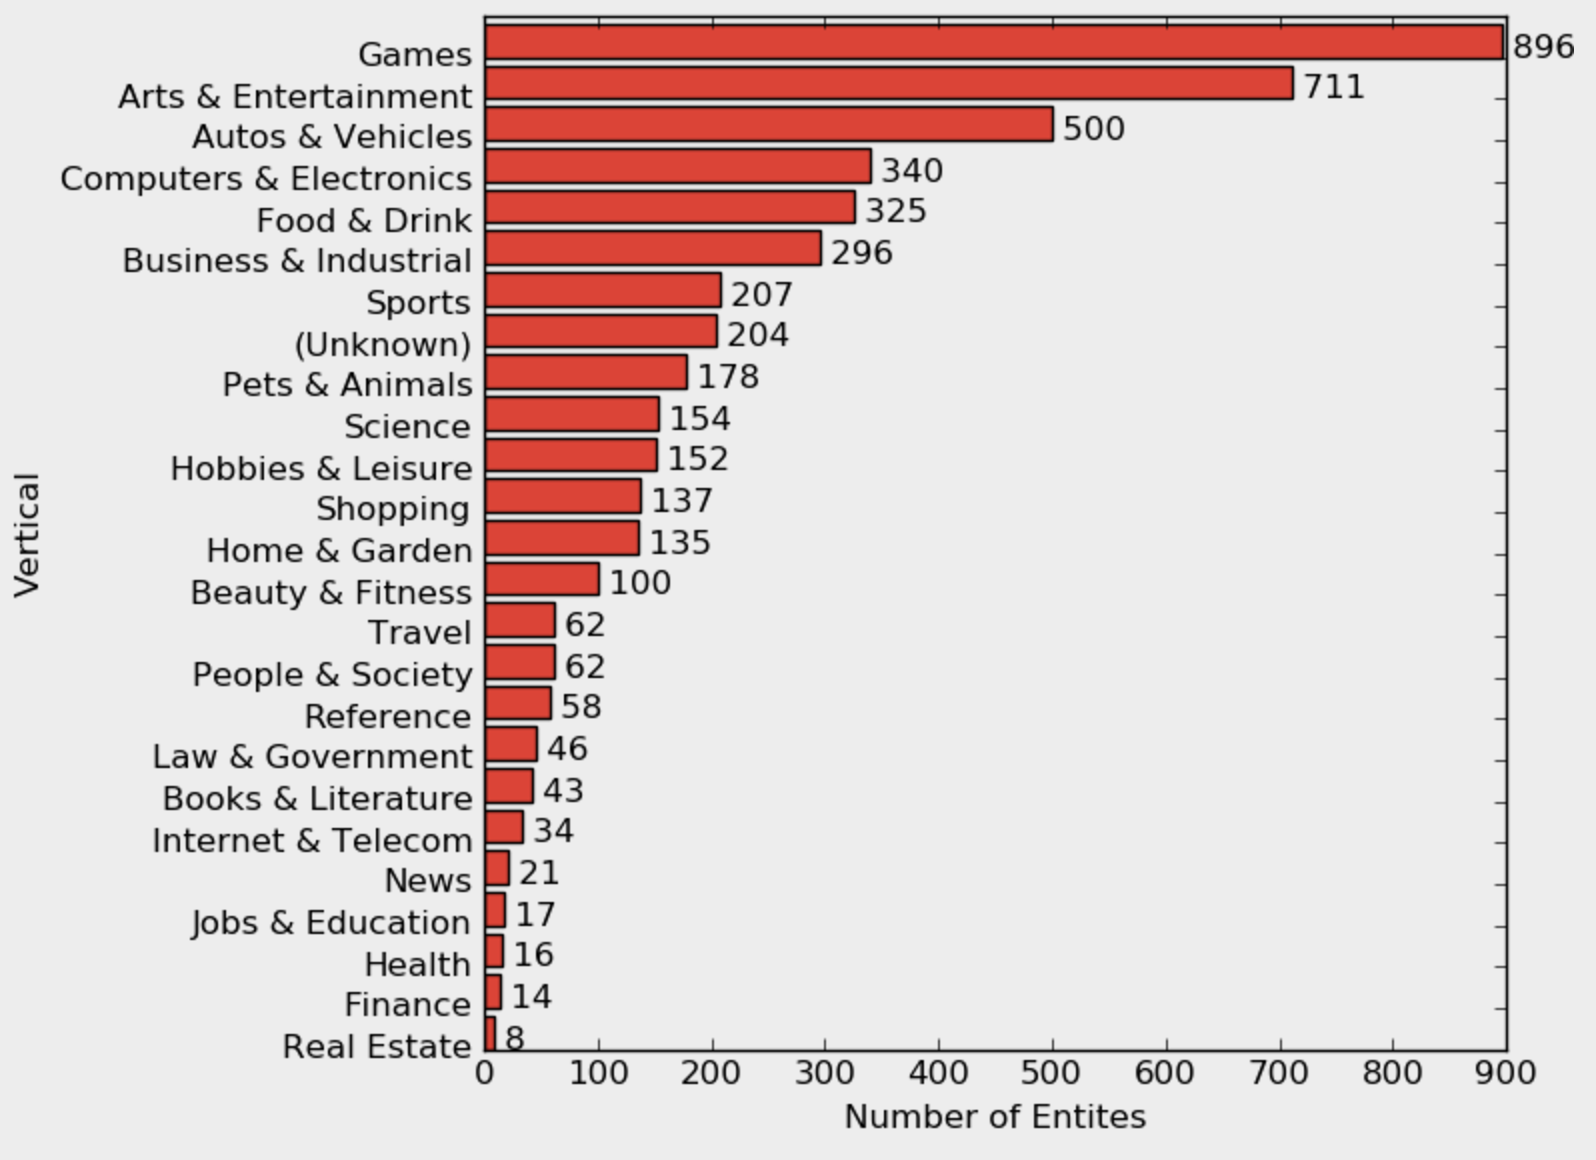 Games 896
Arts & Entertainment 711
Autos & Vehicles 500
Computers & Electronics 340
Food & Drink 325
Business & Industrial 296
Sports 207
(Unknown) 204
Pets & Animals 178
Science 154
Hobbies & Leisure 152
Shopping 137
Home & Garden 135
Beauty & Fitness 100
Travel 62
People & Society 62
Reference 58
Law & Government 46
Books & Literature 43
Internet & Telecom 34
News 21
Jobs & Education 17
Health 16
Finance 14
Real Estate 8
Vertical
0 100 200 300 400 500 600 700 800 900
Number of Entites